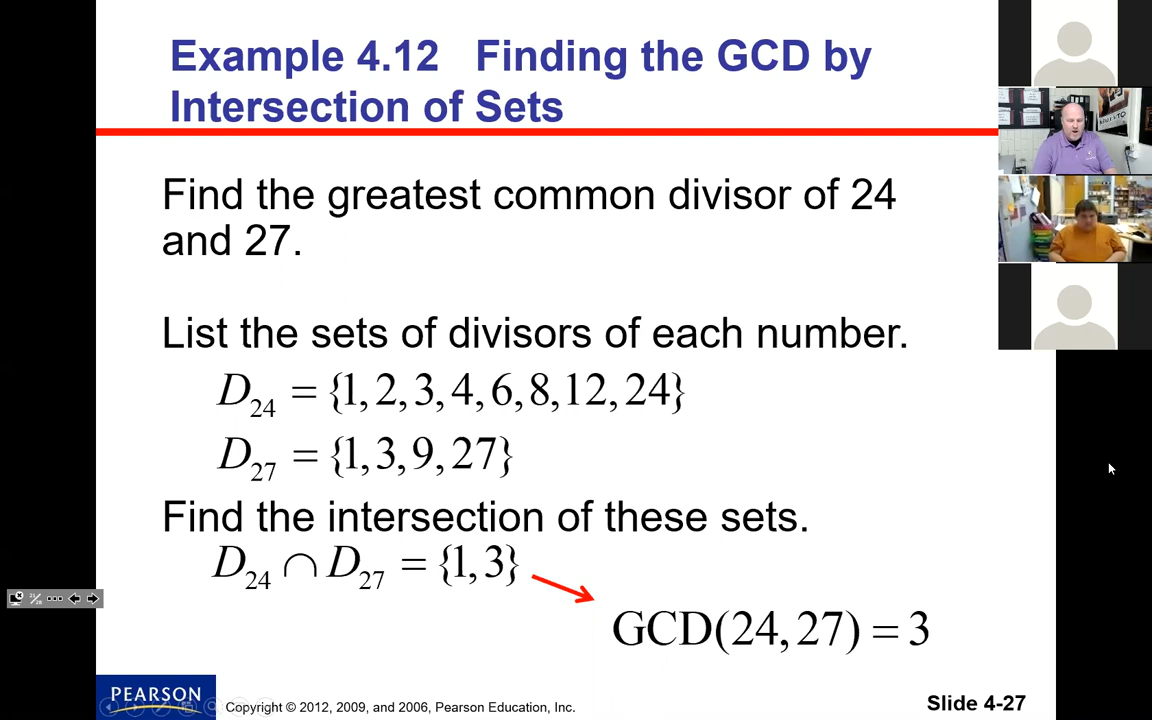 Example 4.12 Finding the GCD by
Intersection of Sets
Find the greatest common divisor of 24
and 27.
List the sets of divisors of each number.
D₂₄ = {1, 2, 3, 4, 6, 8, 12, 24}
D₂₇ = {1, 3, 9, 27}
Find the intersection of these sets.
D₂₄ ∩ D₂₇ = {1, 3}
GCD(24, 27) = 3
PEARSON
Copyright © 2012, 2009, and 2006, Pearson Education, Inc.
Slide 4-27